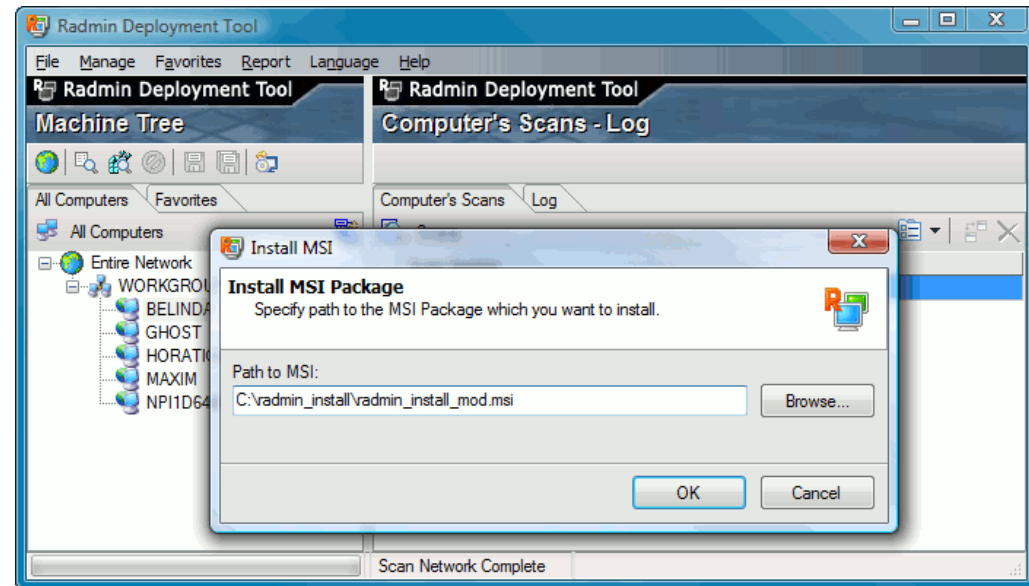 Radmin Deployment Tool
File Manage Favorites Report Language Help
Radmin Deployment Tool
Machine Tree
Radmin Deployment Tool
Computer's Scans - Log
All Computers Favorites
Computer's Scans Log
All Computers
Entire Network
WORKGROU
BELINDA
GHOST
HORATIO
MAXIM
NPI1D64
Install MSI
Install MSI Package
Specify path to the MSI Package which you want to install.
Path to MSI:
C:\radmin_install\radmin_install_mod.msi
Browse...
OK Cancel
Scan Network Complete